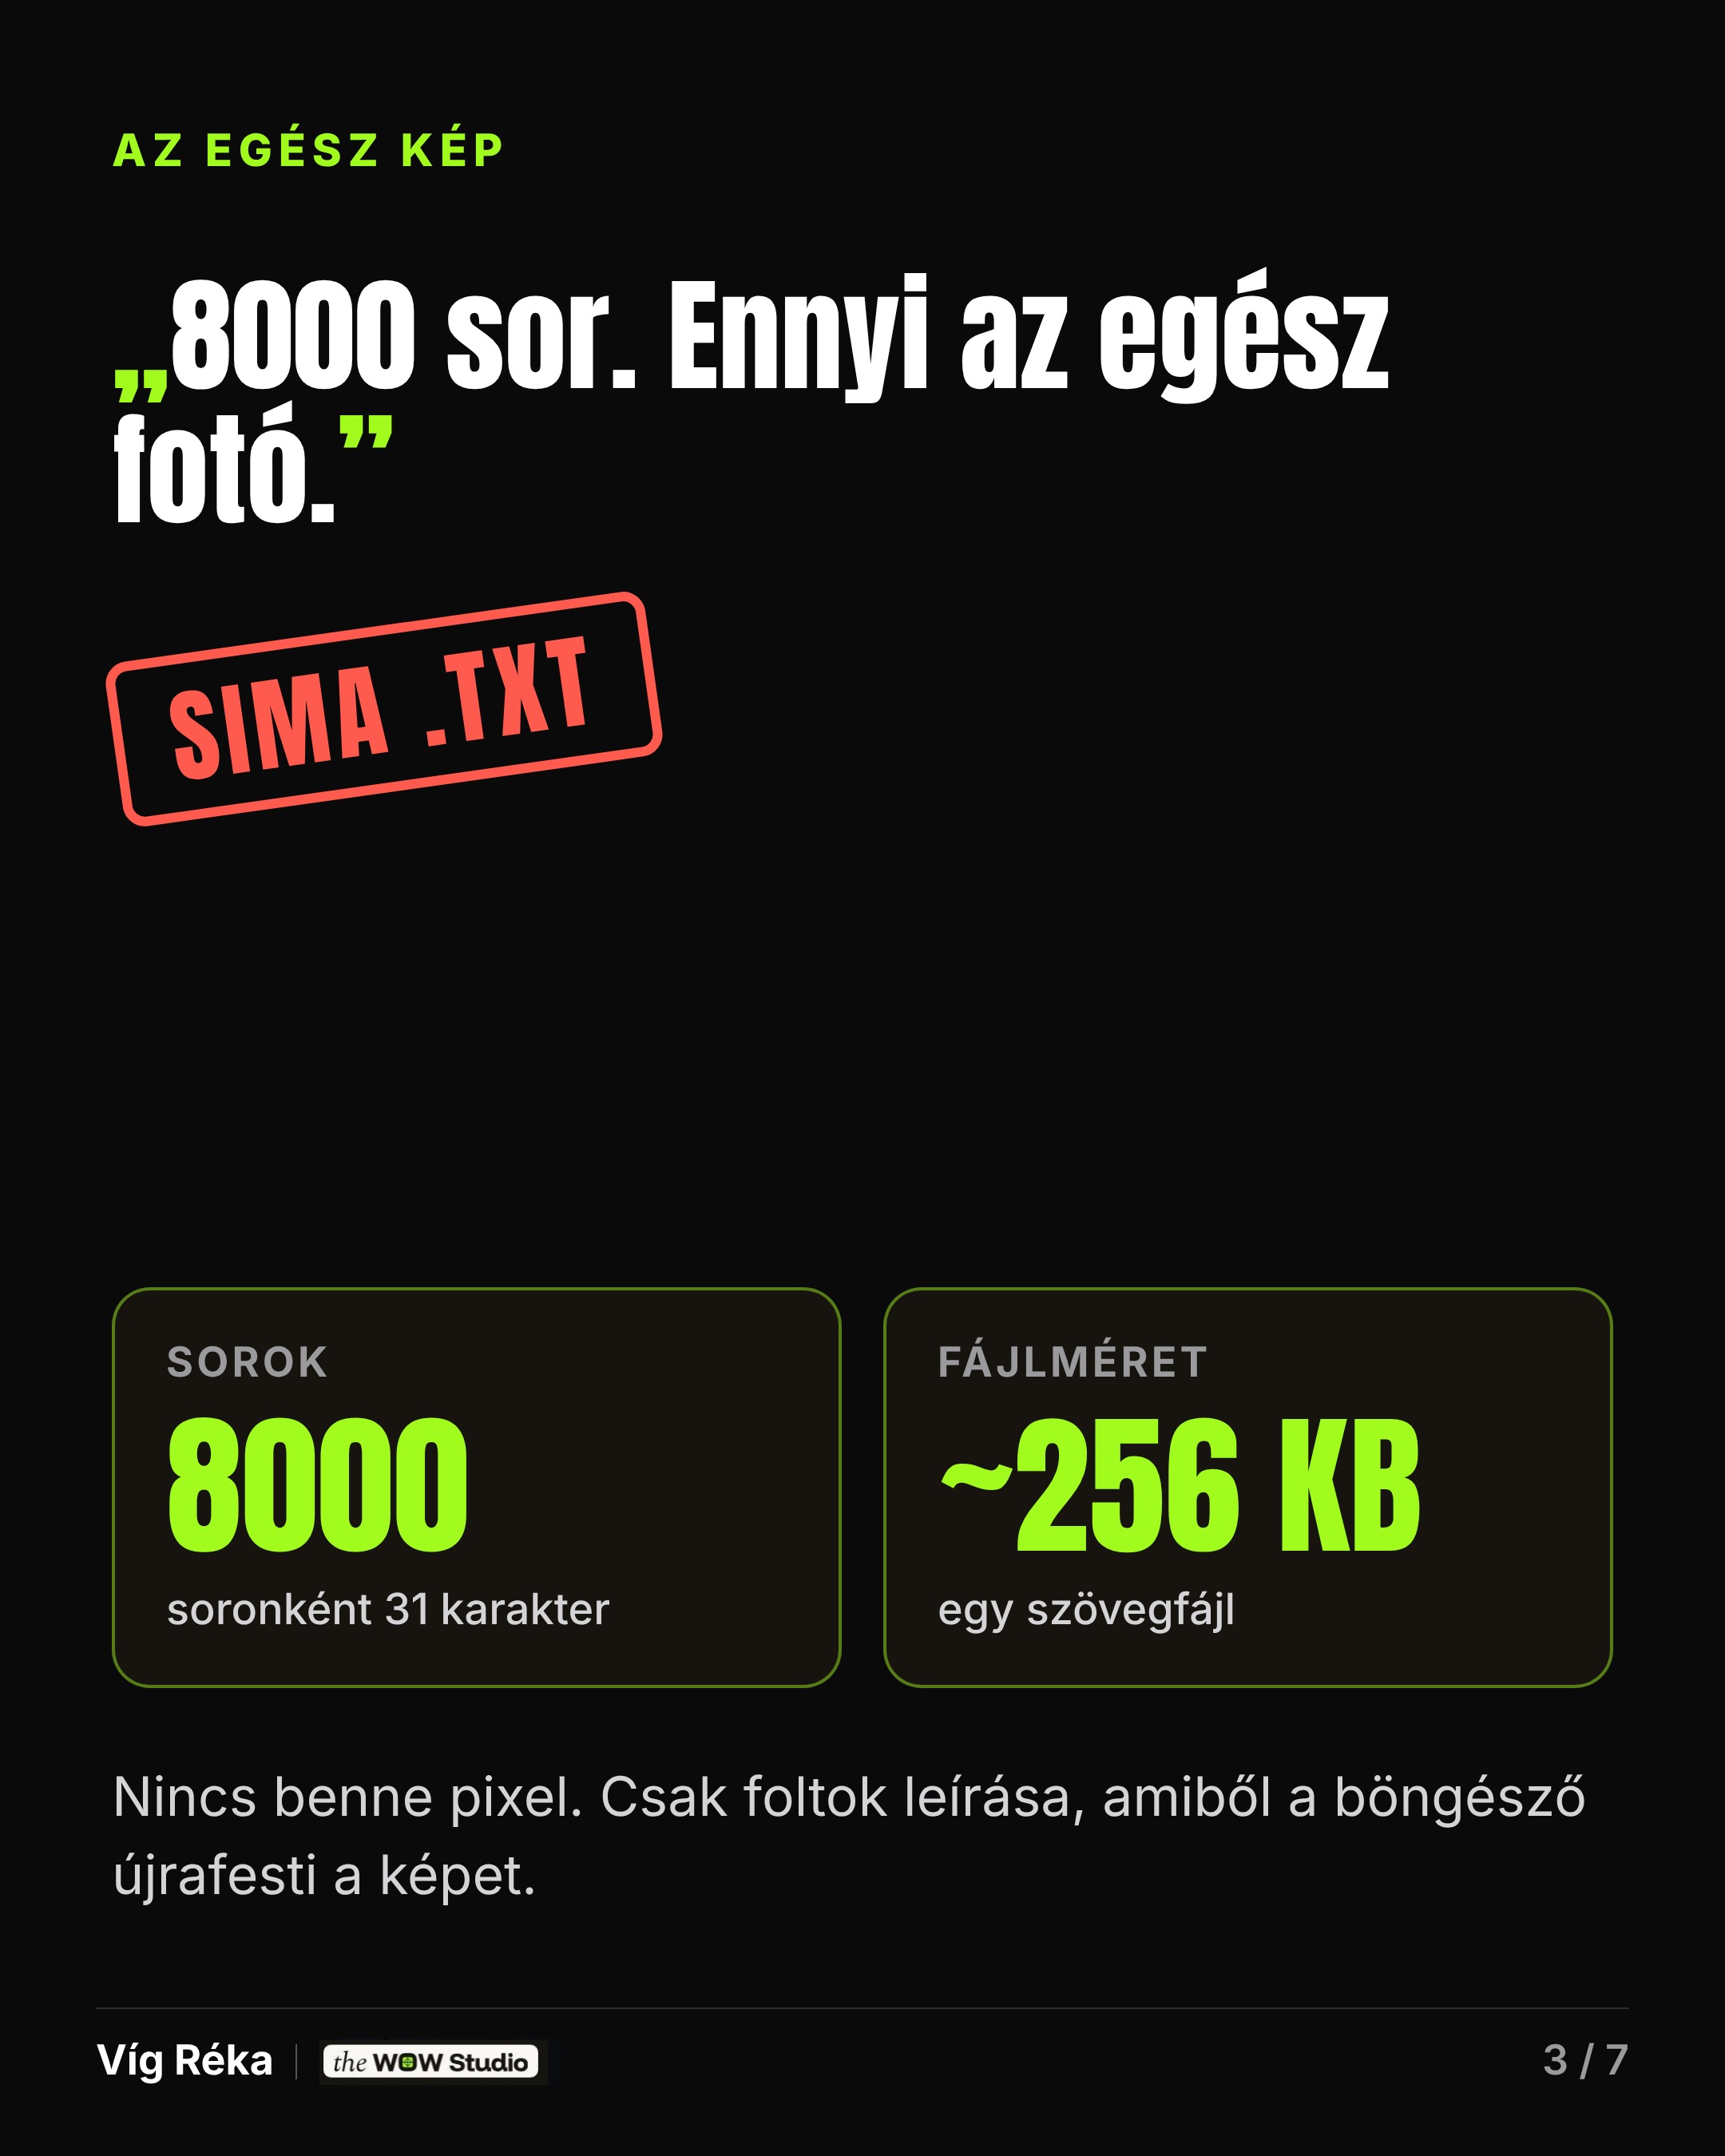 AZ EGÉSZ KÉP
„8000 sor. Ennyi az egész
fotó.”
SIMA .TXT
SOROK
8000
soronként 31 karakter
FÁJLMÉRET
~256 KB
egy szövegfájl
Nincs benne pixel. Csak foltok leírása, amiből a böngésző
újrafesti a képet.
Víg Réka
the WOW Studio
3 / 7